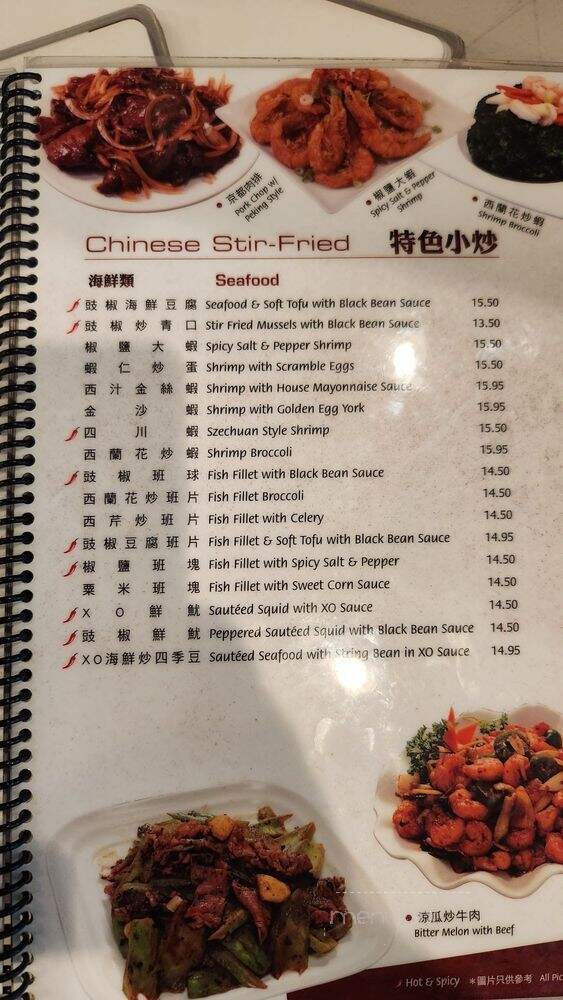 京都肉排
Pork Chop w/
Peking Style
椒鹽大蝦
Spicy Salt & Pepper
Shrimp
西蘭花炒蝦
Shrimp Broccoli
Chinese Stir-Fried 特色小炒
海鮮類 Seafood
豉椒海鮮豆腐 Seafood & Soft Tofu with Black Bean Sauce 15.50
豉椒炒青口 Stir Fried Mussels with Black Bean Sauce 13.50
椒鹽大蝦 Spicy Salt & Pepper Shrimp 15.50
蝦仁炒蛋 Shrimp with Scramble Eggs 15.50
西汁金絲蝦 Shrimp with House Mayonnaise Sauce 15.95
金沙蝦 Shrimp with Golden Egg York 15.95
四川蝦 Szechuan Style Shrimp 15.50
西蘭花炒蝦 Shrimp Broccoli 15.95
豉椒班球 Fish Fillet with Black Bean Sauce 14.50
西蘭花炒班片 Fish Fillet Broccoli 14.50
西芹炒班片 Fish Fillet with Celery 14.50
豉椒豆腐班片 Fish Fillet & Soft Tofu with Black Bean Sauce 14.95
椒鹽班塊 Fish Fillet with Spicy Salt & Pepper 14.50
粟米班塊 Fish Fillet with Sweet Corn Sauce 14.50
XO鮮魷 Sautéed Squid with XO Sauce 14.50
豉椒鮮魷 Peppered Sautéed Squid with Black Bean Sauce 14.50
XO海鮮炒四季豆 Sautéed Seafood with String Bean in XO Sauce 14.95
涼瓜炒牛肉
Bitter Melon with Beef
Hot & Spicy *圖片只供參考 All Pic